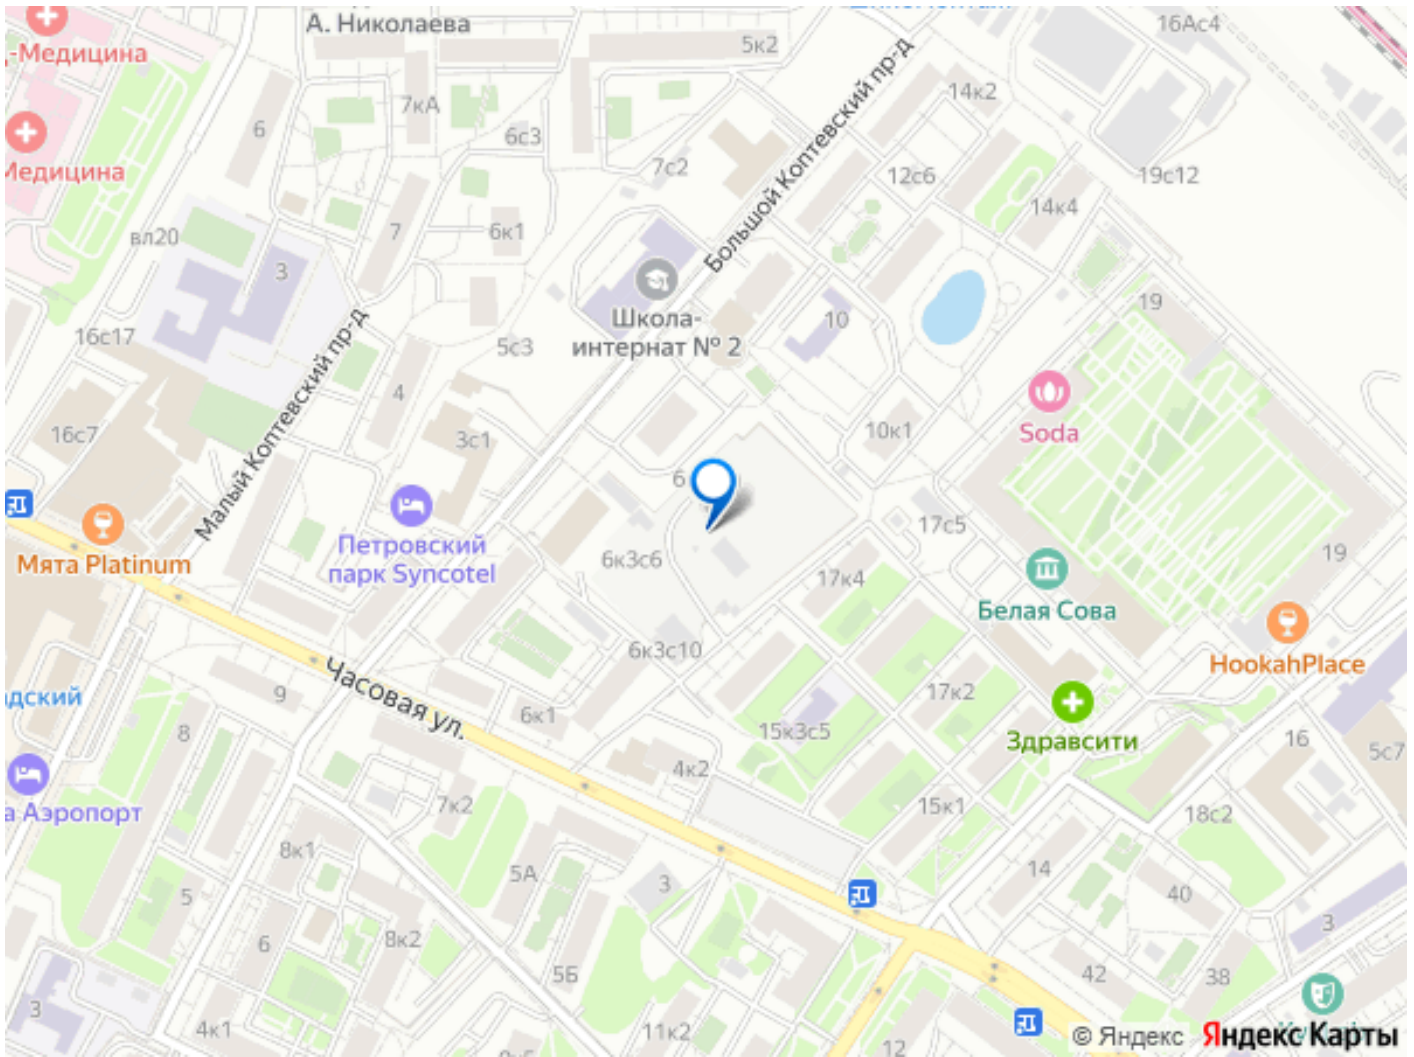 А. Николаева
-Медицина
5к2
16Ас4
14к2
7кА
6
6с3
7с2
Большой Коптевский пр-д
12с6
19с12
Медицина
14к4
вл20
7
6к1
3
19
Школа-
интернат № 2
10
16с17
5с3
Малый Коптевский пр-д
4
16с7
3с1
10к1
Soda
6
Мята Platinum
Петровский
парк Syncotel
6к3с6
17с5
19
17к4
Белая Сова
6к3с10
HookahPlace
Часовая ул.
9
6к1
17к2
15к3с5
Здравсити
16
5с7
дский
8
4к2
7к2
15к1
18с2
а Аэропорт
8к1
5А
3
14
40
5
6
8к2
5Б
3
42
38
3
4к1
11к2
12
© Яндекс
Яндекс Карты